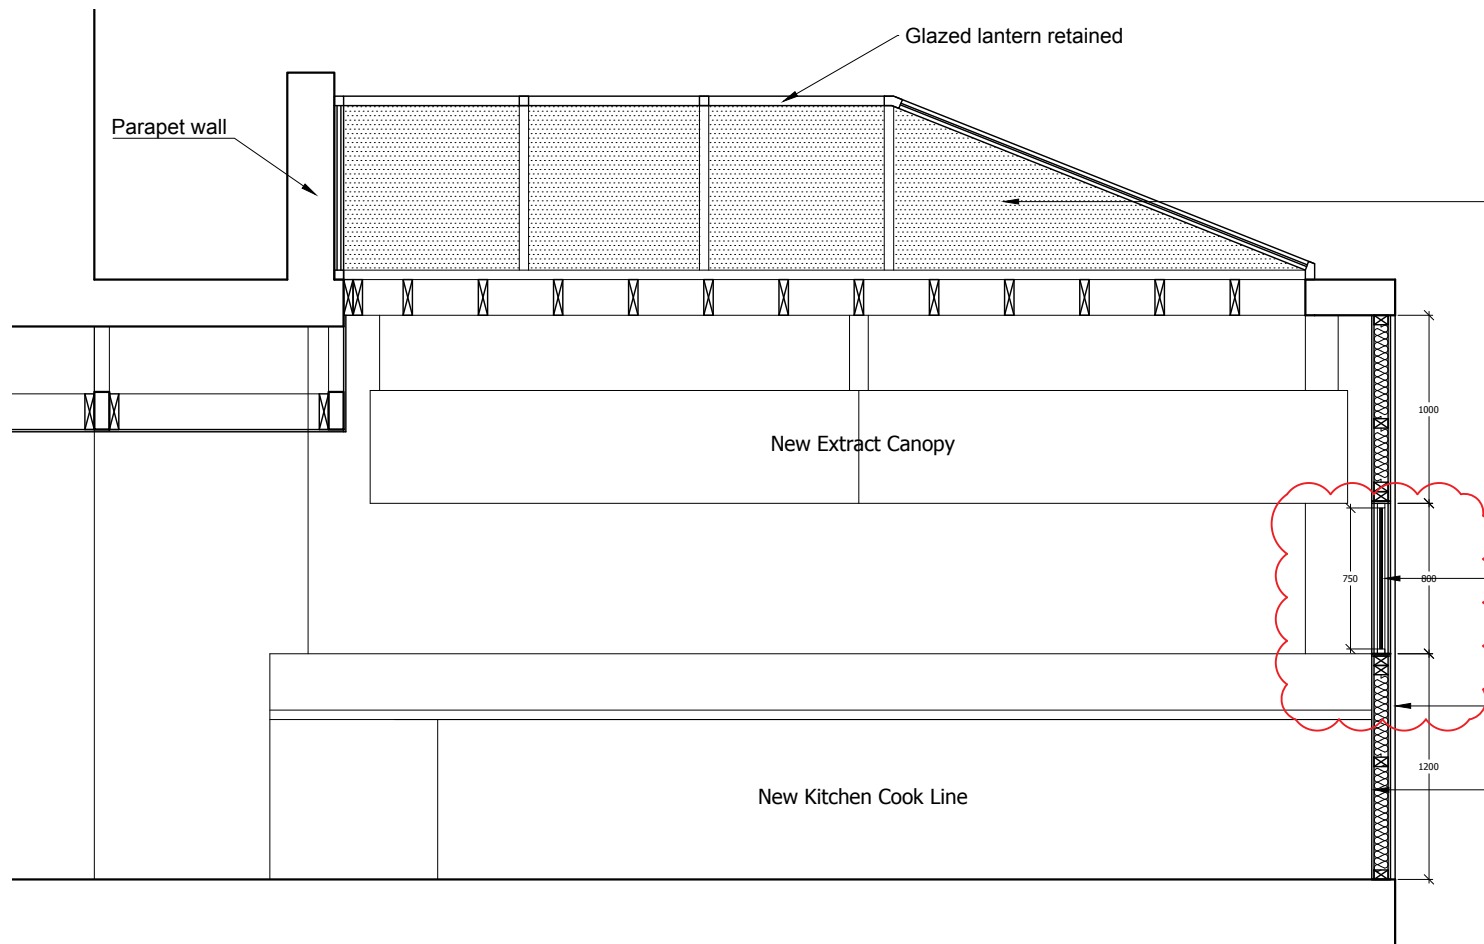 Glazed lantern retained
Parapet wall
1000
New Extract Canopy
750
800
1200
New Kitchen Cook Line